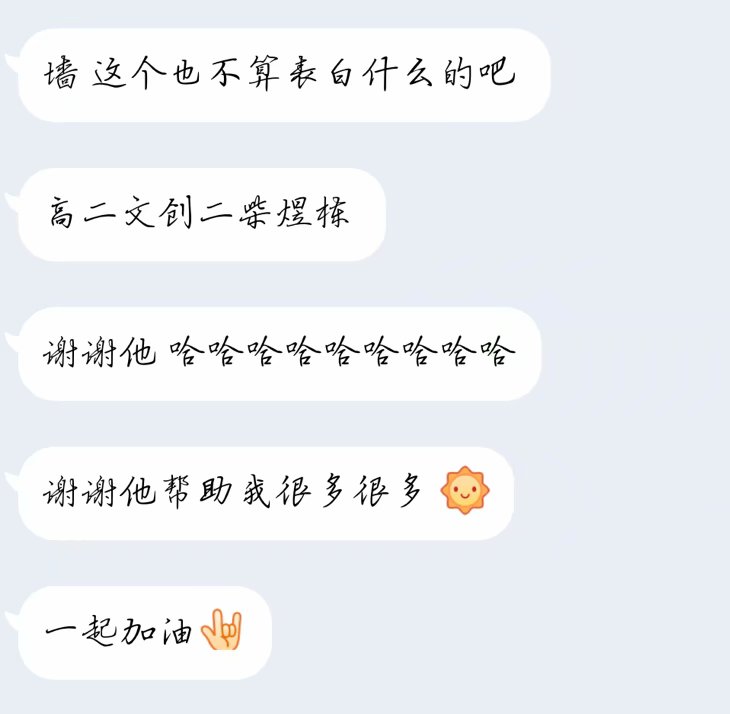 墙 这个也不算表白什么的吧
高二文创二柴煜栋
谢谢他 哈哈哈哈哈哈哈哈哈
谢谢他帮助我很多很多
一起加油